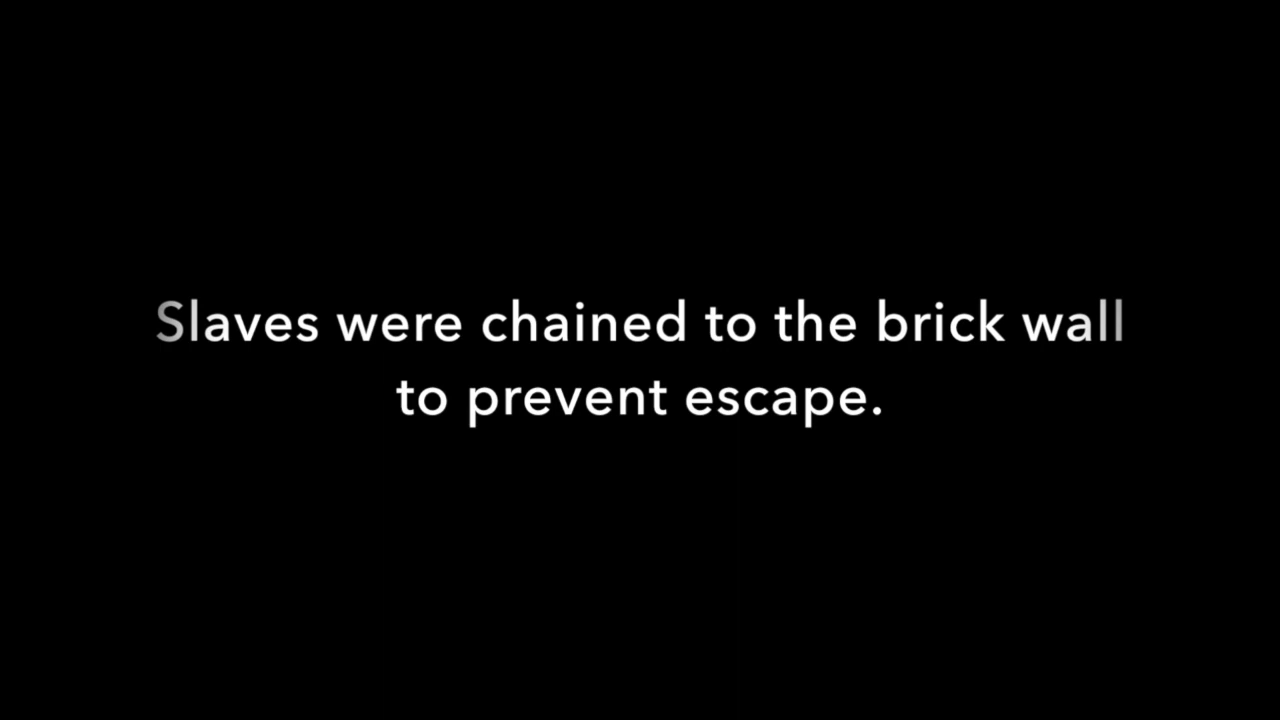 Slaves were chained to the brick wall
to prevent escape.